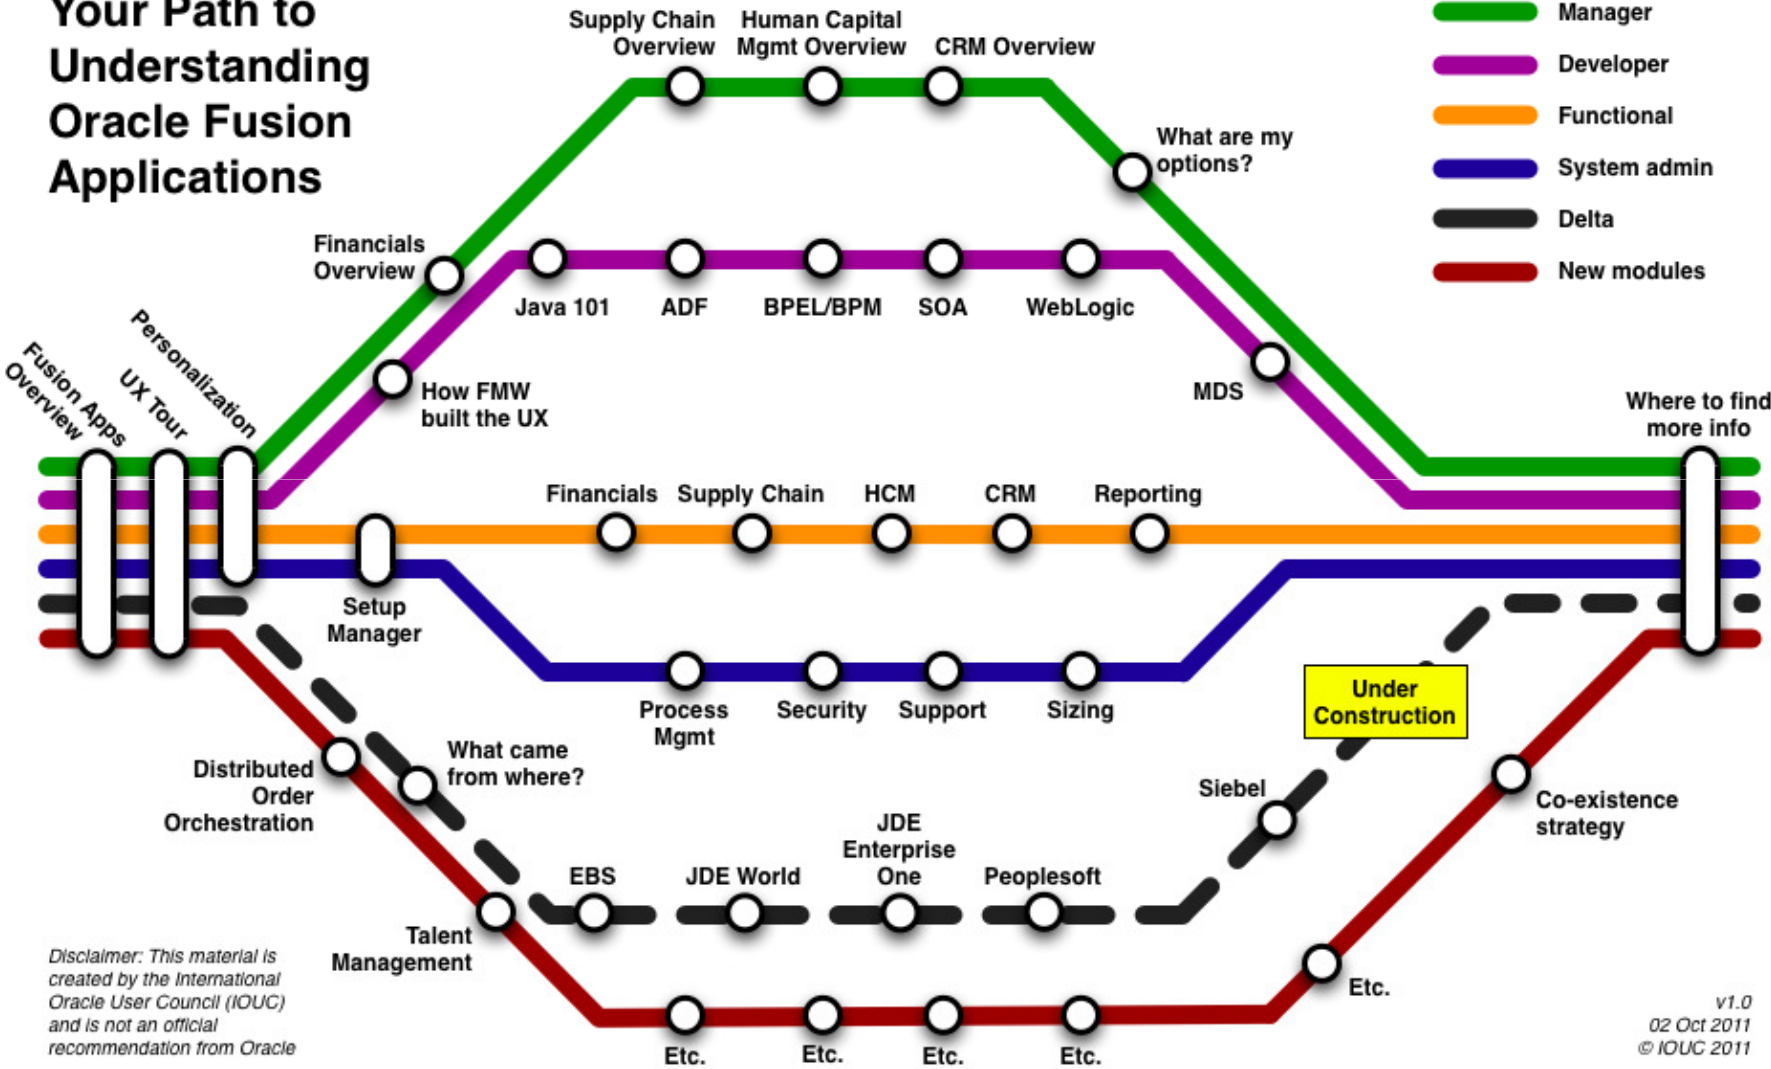 Your Path to
Understanding
Oracle Fusion
Applications
Supply Chain
Overview
Human Capital
Mgmt Overview
CRM Overview
Manager
Developer
Functional
System admin
Delta
New modules
What are my
options?
Financials
Overview
Java 101
ADF
BPEL/BPM
SOA
WebLogic
How FMW
built the UX
MDS
Fusion Apps
Overview
UX Tour
Personalization
Where to find
more info
Financials
Supply Chain
HCM
CRM
Reporting
Setup
Manager
Process
Mgmt
Security
Support
Sizing
Under
Construction
Distributed
Order
Orchestration
What came
from where?
EBS
JDE World
JDE
Enterprise
One
Peoplesoft
Siebel
Co-existence
strategy
Talent
Management
Etc.
Etc.
Etc.
Etc.
Etc.
Disclaimer: This material is
created by the International
Oracle User Council (IOUC)
and is not an official
recommendation from Oracle
v1.0
02 Oct 2011
© IOUC 2011